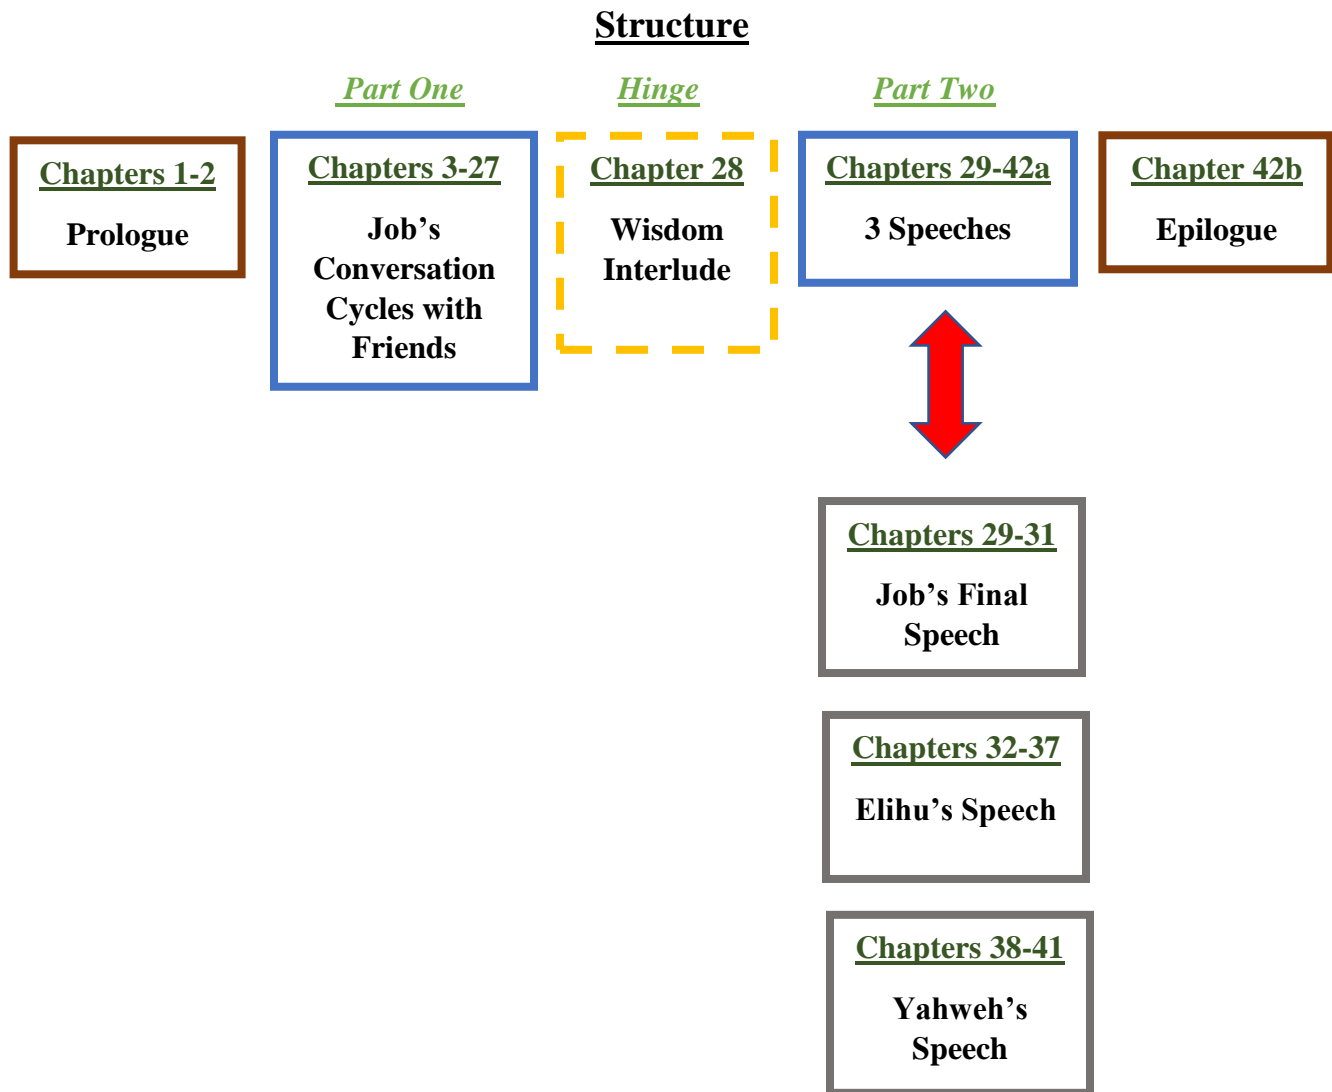 Structure
Part One
Hinge
Part Two
Chapters 1-2
Prologue
Chapters 3-27
Job’s
Conversation
Cycles with
Friends
Chapter 28
Wisdom
Interlude
Chapters 29-42a
3 Speeches
Chapter 42b
Epilogue
Chapters 29-31
Job’s Final
Speech
Chapters 32-37
Elihu’s Speech
Chapters 38-41
Yahweh’s
Speech